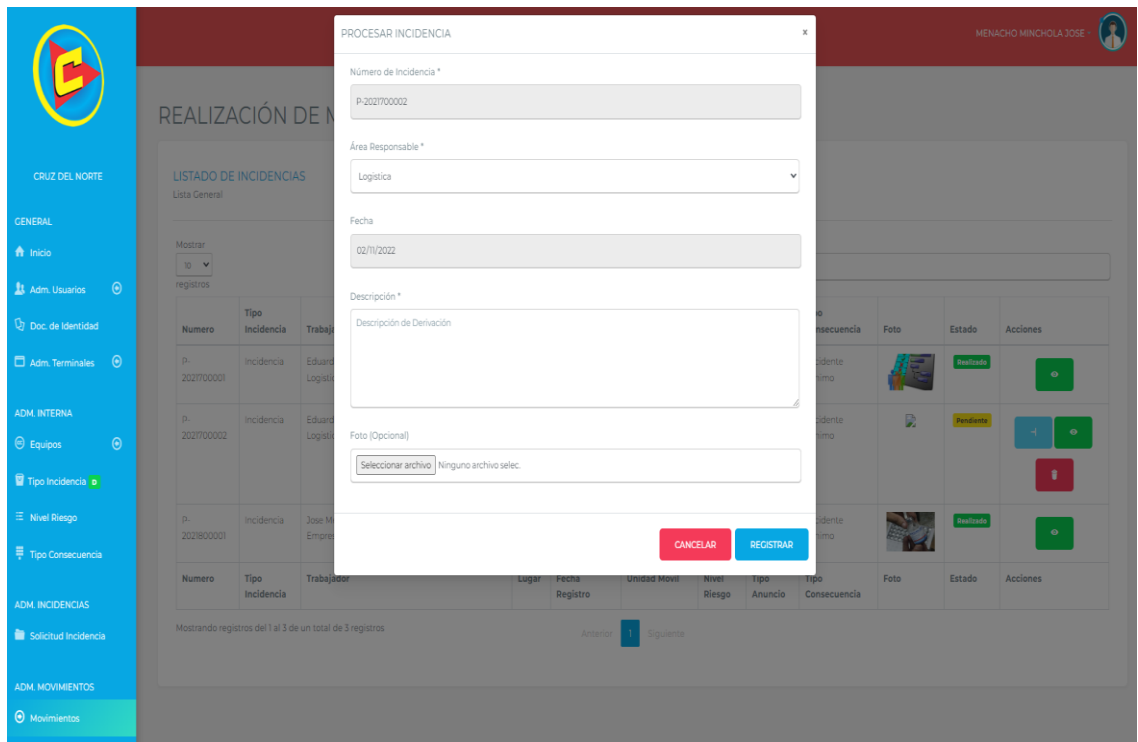 CRUZ DEL NORTE
GENERAL
Inicio
Adm. Usuarios
Doc. de Identidad
Adm. Terminales
ADM. INTERNA
Equipos
Tipo Incidencia
Nivel Riesgo
Tipo Consecuencia
ADM. INCIDENCIAS
Solicitud Incidencia
ADM. MOVIMIENTOS
Movimientos
MENACHO MINCHOLA JOSE
REALIZACIÓN DE
LISTADO DE INCIDENCIAS
Lista General
Mostrar
10
registros
PROCESAR INCIDENCIA x
Número de Incidencia *
P-2021700002
Área Responsable *
Logistica
Fecha
02/11/2022
Descripción *
Descripción de Derivación
Foto (Opcional)
Seleccionar archivo Ninguno archivo selec.
CANCELAR REGISTRAR
Numero Tipo Incidencia Foto Estado Acciones
P-2021700001 Incidencia Realizado
P-2021700002 Incidencia Pendiente
P-2021800001 Incidencia Realizado
Numero Tipo Incidencia Trabajador Lugar Fecha Registro Unidad Movil Nivel Riesgo Tipo Anuncio Tipo Consecuencia Foto Estado Acciones
Mostrando registros del 1 al 3 de un total de 3 registros
Anterior 1 Siguiente